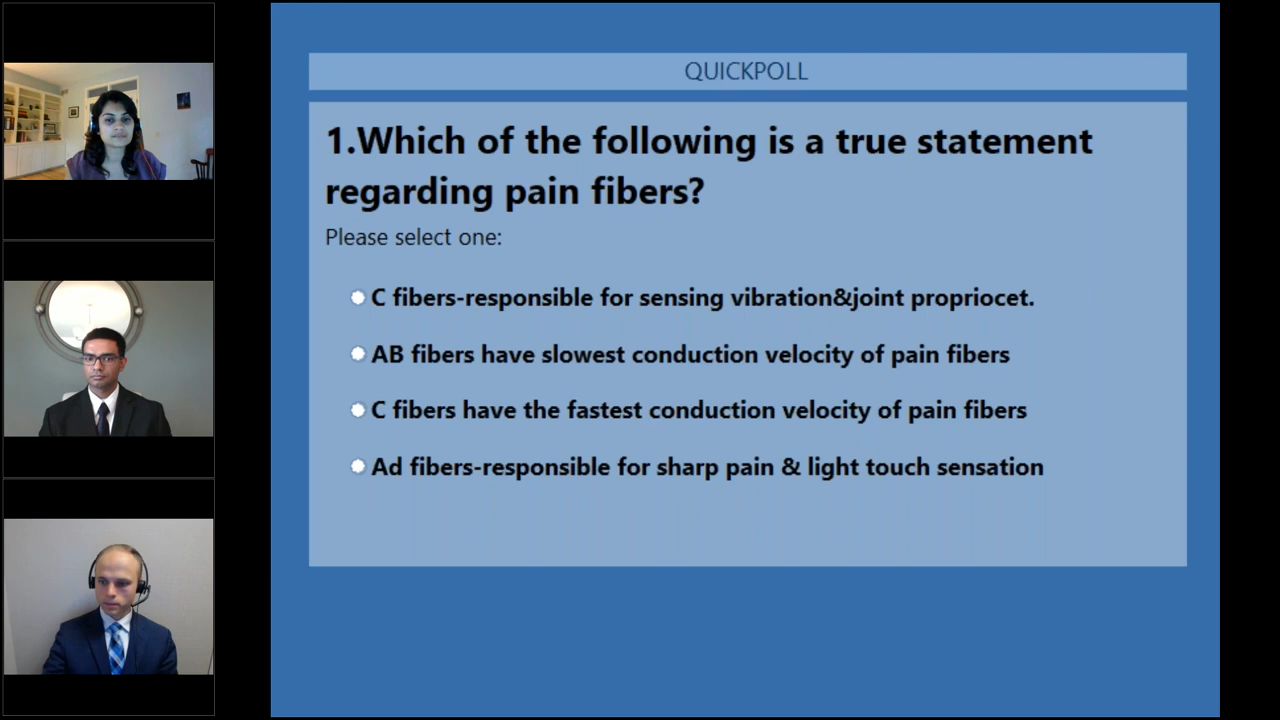 QUICKPOLL
1.Which of the following is a true statement
regarding pain fibers?
Please select one:
C fibers-responsible for sensing vibration&joint propriocet.
AB fibers have slowest conduction velocity of pain fibers
C fibers have the fastest conduction velocity of pain fibers
Ad fibers-responsible for sharp pain & light touch sensation